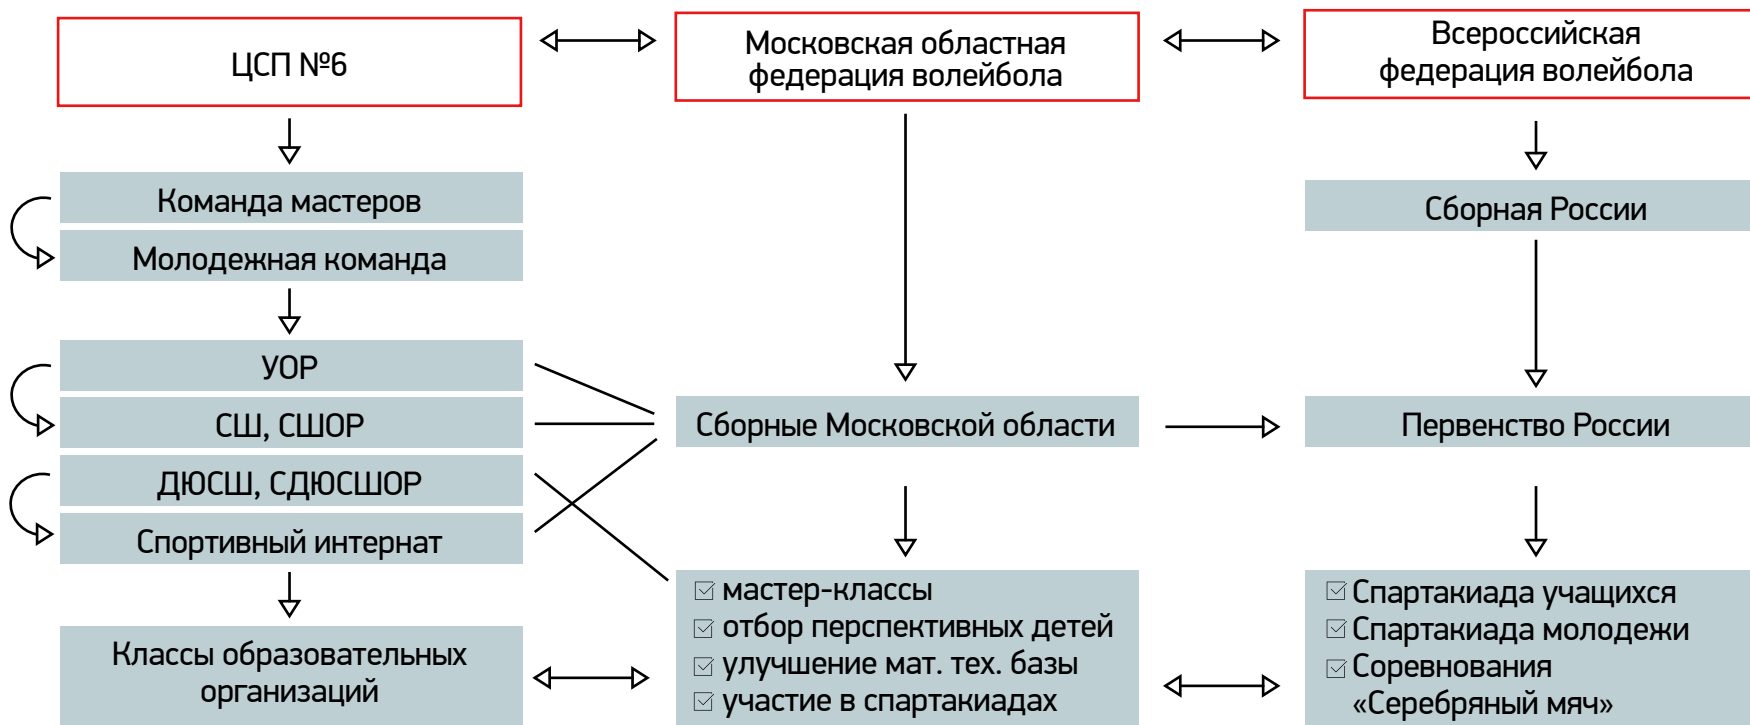 ЦСП №6
Московская областная
федерация волейбола
Всероссийская
федерация волейбола
Команда мастеров
Молодежная команда
Сборная России
УОР
СШ, СШОР
ДЮСШ, СДЮСШОР
Спортивный интернат
Сборные Московской области
Первенство России
Классы образовательных
организаций
мастер-классы
отбор перспективных детей
улучшение мат. тех. базы
участие в спартакиадах
Спартакиада учащихся
Спартакиада молодежи
Соревнования
«Серебряный мяч»